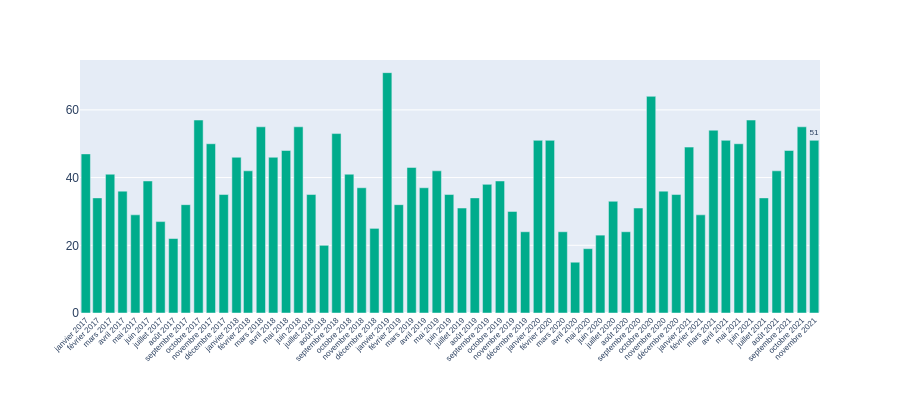 60
40
20
0
51
janvier 2017
février 2017
mars 2017
avril 2017
mai 2017
juin 2017
juillet 2017
août 2017
septembre 2017
octobre 2017
novembre 2017
décembre 2017
janvier 2018
février 2018
mars 2018
avril 2018
mai 2018
juin 2018
juillet 2018
août 2018
septembre 2018
octobre 2018
novembre 2018
décembre 2018
janvier 2019
février 2019
mars 2019
avril 2019
mai 2019
juin 2019
juillet 2019
août 2019
septembre 2019
octobre 2019
novembre 2019
décembre 2019
janvier 2020
février 2020
mars 2020
avril 2020
mai 2020
juin 2020
juillet 2020
août 2020
septembre 2020
octobre 2020
novembre 2020
décembre 2020
janvier 2021
février 2021
mars 2021
avril 2021
mai 2021
juin 2021
juillet 2021
août 2021
septembre 2021
octobre 2021
novembre 2021